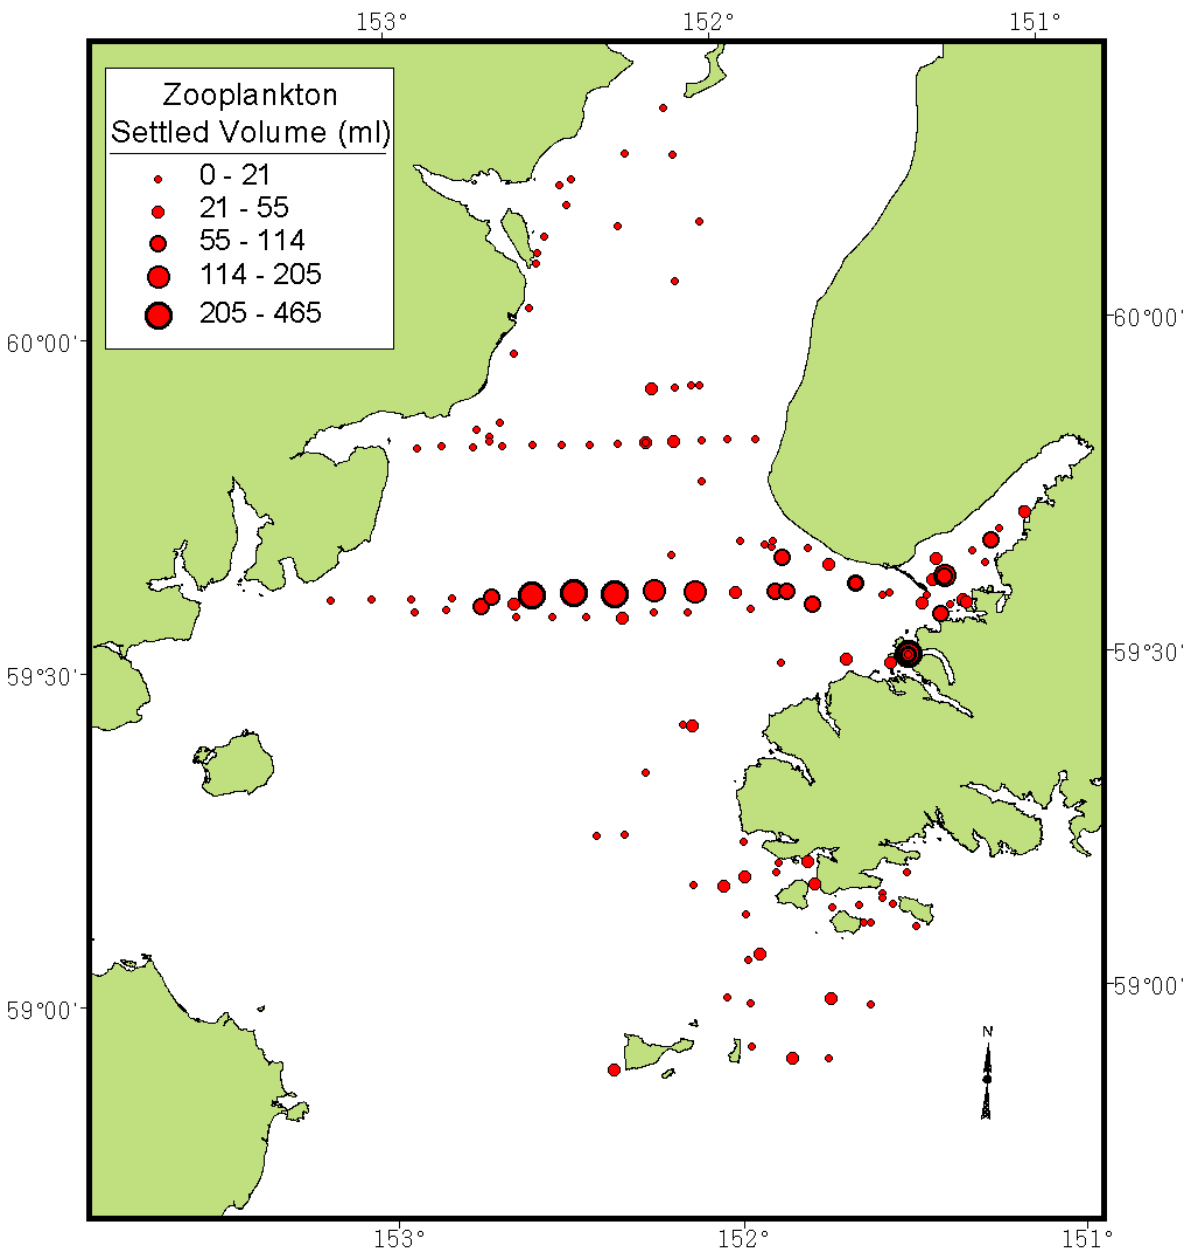 153° 152° 151°
Zooplankton
Settled Volume (ml)
0 - 21
21 - 55
55 - 114
114 - 205
205 - 465
60°00' 60°00'
59°30' 59°30'
59°00' 59°00'
N
153° 152° 151°